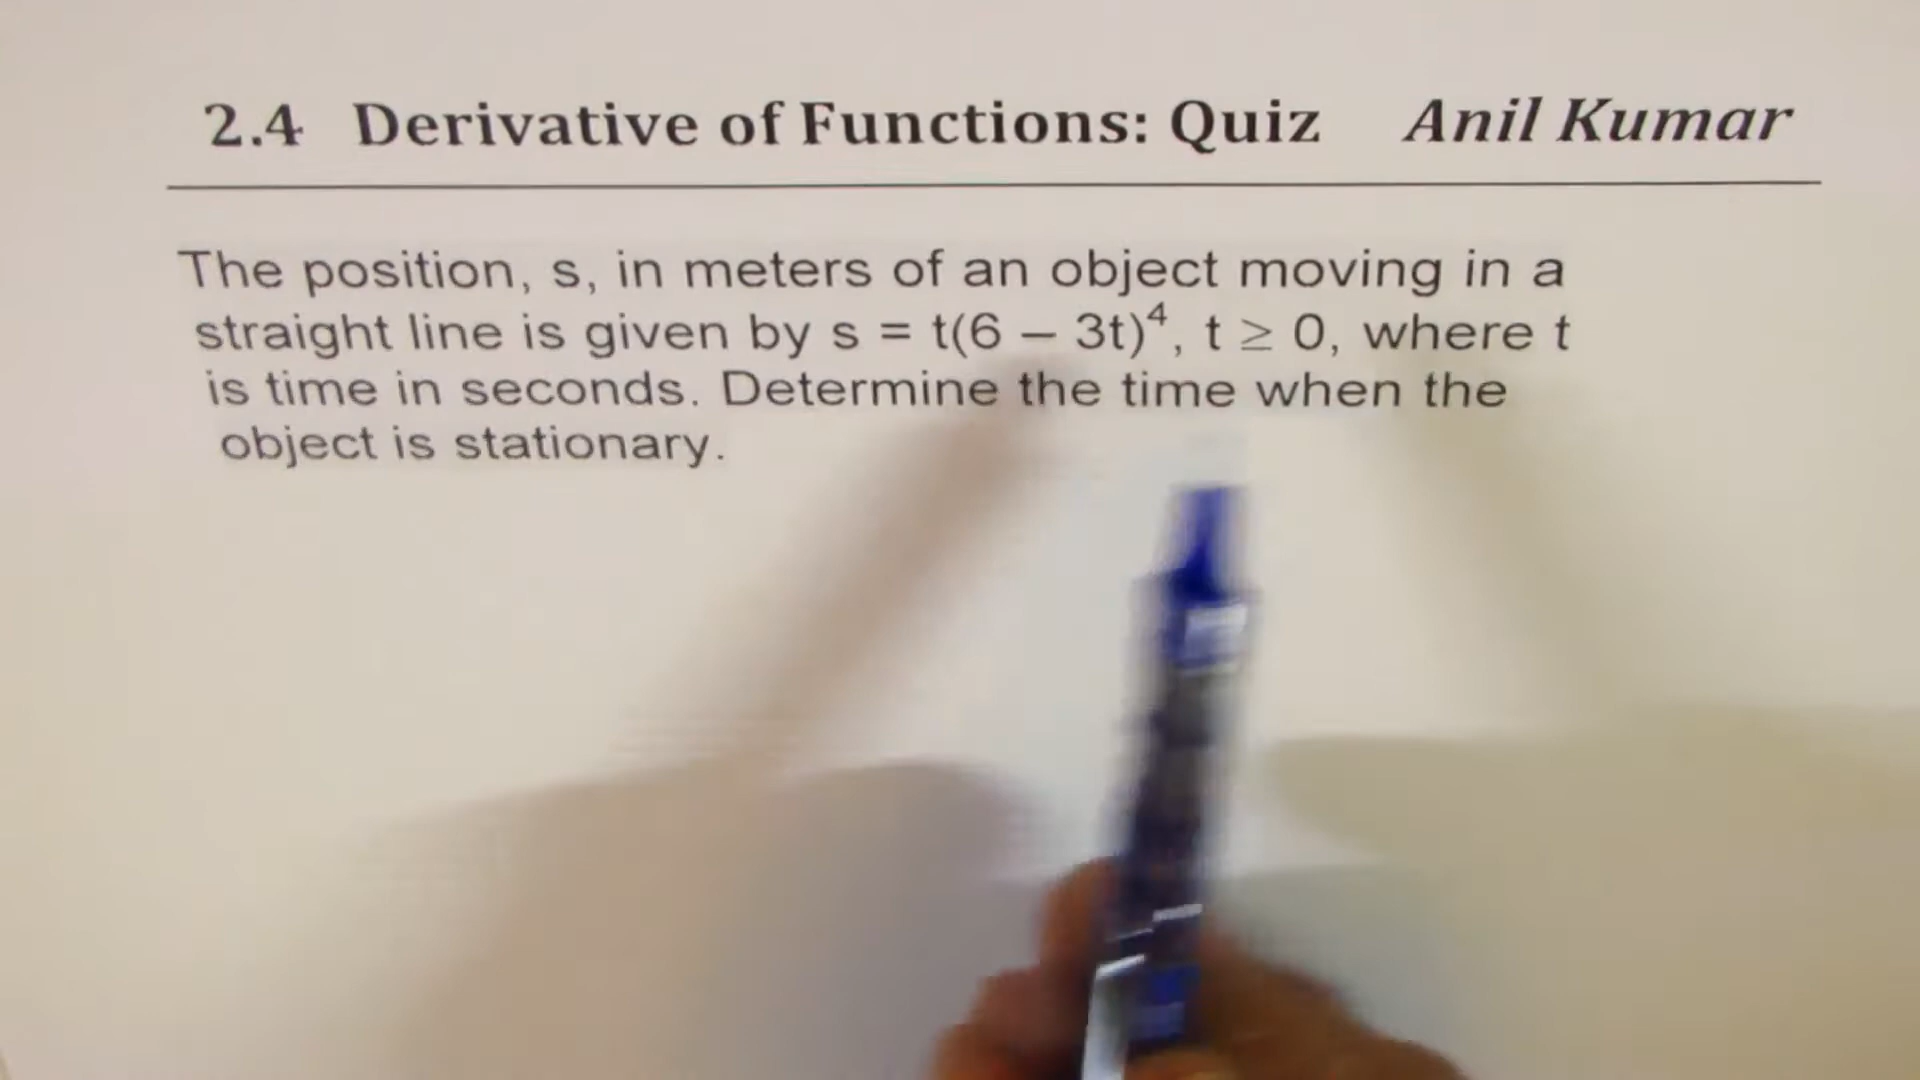 2.4 Derivative of Functions: Quiz Anil Kumar
The position, s, in meters of an object moving in a
straight line is given by s = t(6 – 3t)⁴, t ≥ 0, where t
is time in seconds. Determine the time when the
object is stationary.